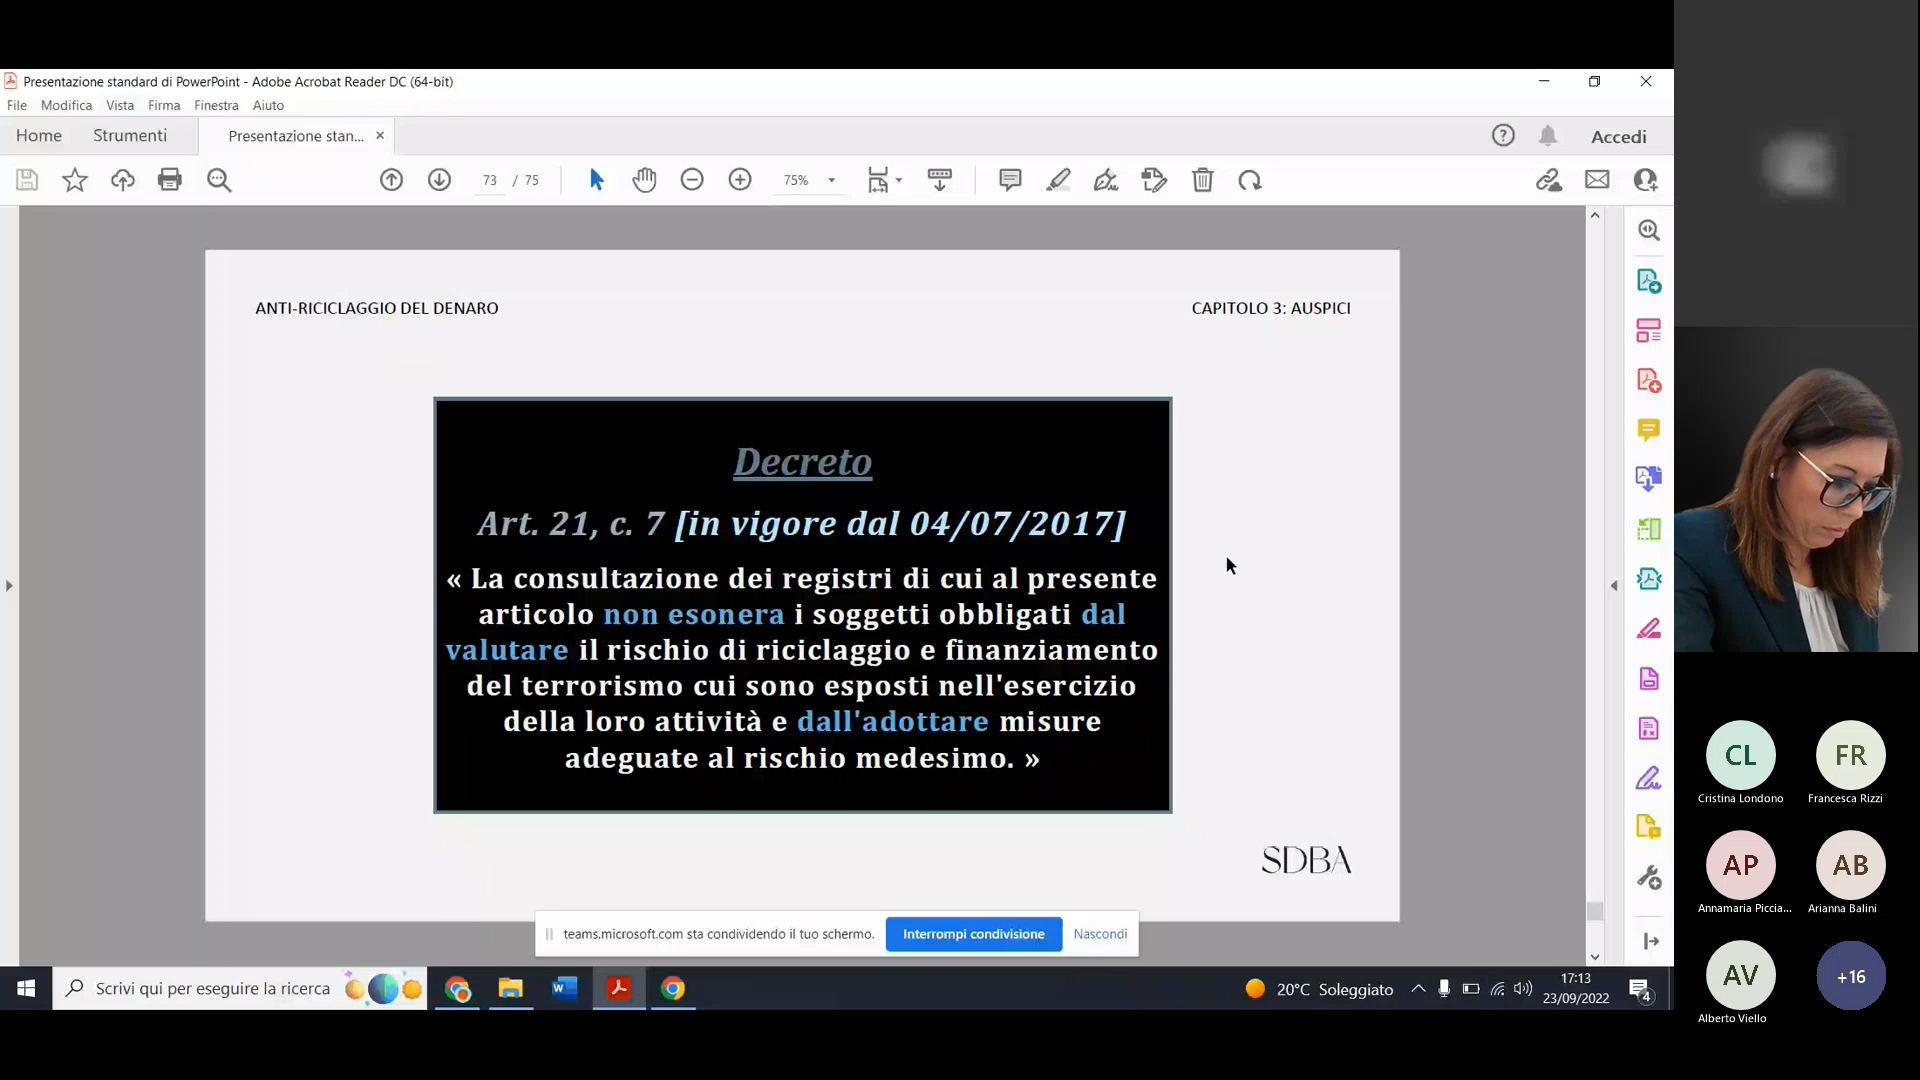 Presentazione standard di PowerPoint - Adobe Acrobat Reader DC (64-bit)
File Modifica Vista Firma Finestra Aiuto
Home Strumenti Presentazione stan... Accedi
73 / 75 75%
ANTI-RICICLAGGIO DEL DENARO
CAPITOLO 3: AUSPICI
Decreto
Art. 21, c. 7 [in vigore dal 04/07/2017]
« La consultazione dei registri di cui al presente
articolo non esonera i soggetti obbligati dal
valutare il rischio di riciclaggio e finanziamento
del terrorismo cui sono esposti nell'esercizio
della loro attività e dall'adottare misure
adeguate al rischio medesimo. »
SDBA
teams.microsoft.com sta condividendo il tuo schermo. Interrompi condivisione Nascondi
Scrivi qui per eseguire la ricerca
20°C Soleggiato
17:13
23/09/2022
4
CL FR
Cristina Londono Francesca Rizzi
AP AB
Annamaria Piccia... Arianna Balini
AV +16
Alberto Viello